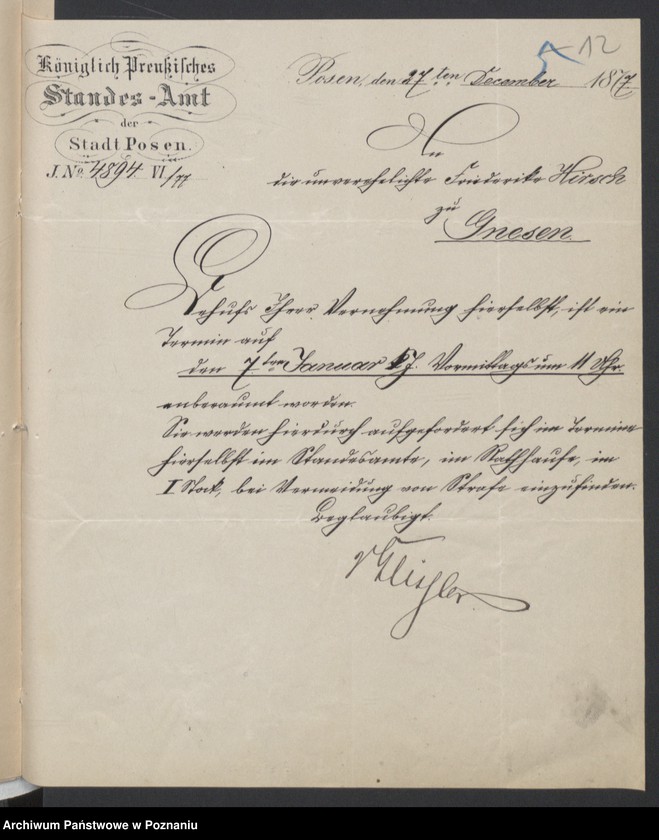 12
Königlich Preußisches
Standes-Amt
der
Stadt Posen.
J. No. 4894 VI/77
Posen, den 27ten December 1877
An
die unverehelichte Friederike Hirsch
zu
Gnesen.
Behufs Ihrer Vernehmung hierselbst, ist ein
Termin auf
den 7ten Januar k. J. Vormittags um 11 Uhr.
anberaumt worden.
Sie werden hierdurch aufgefordert sich im Termine
hierselbst im Standesamte, im Rathhause, im
I Stock, bei Vermeidung von Strafe einzufinden.
Beglaubigt.
Archiwum Państwowe w Poznaniu